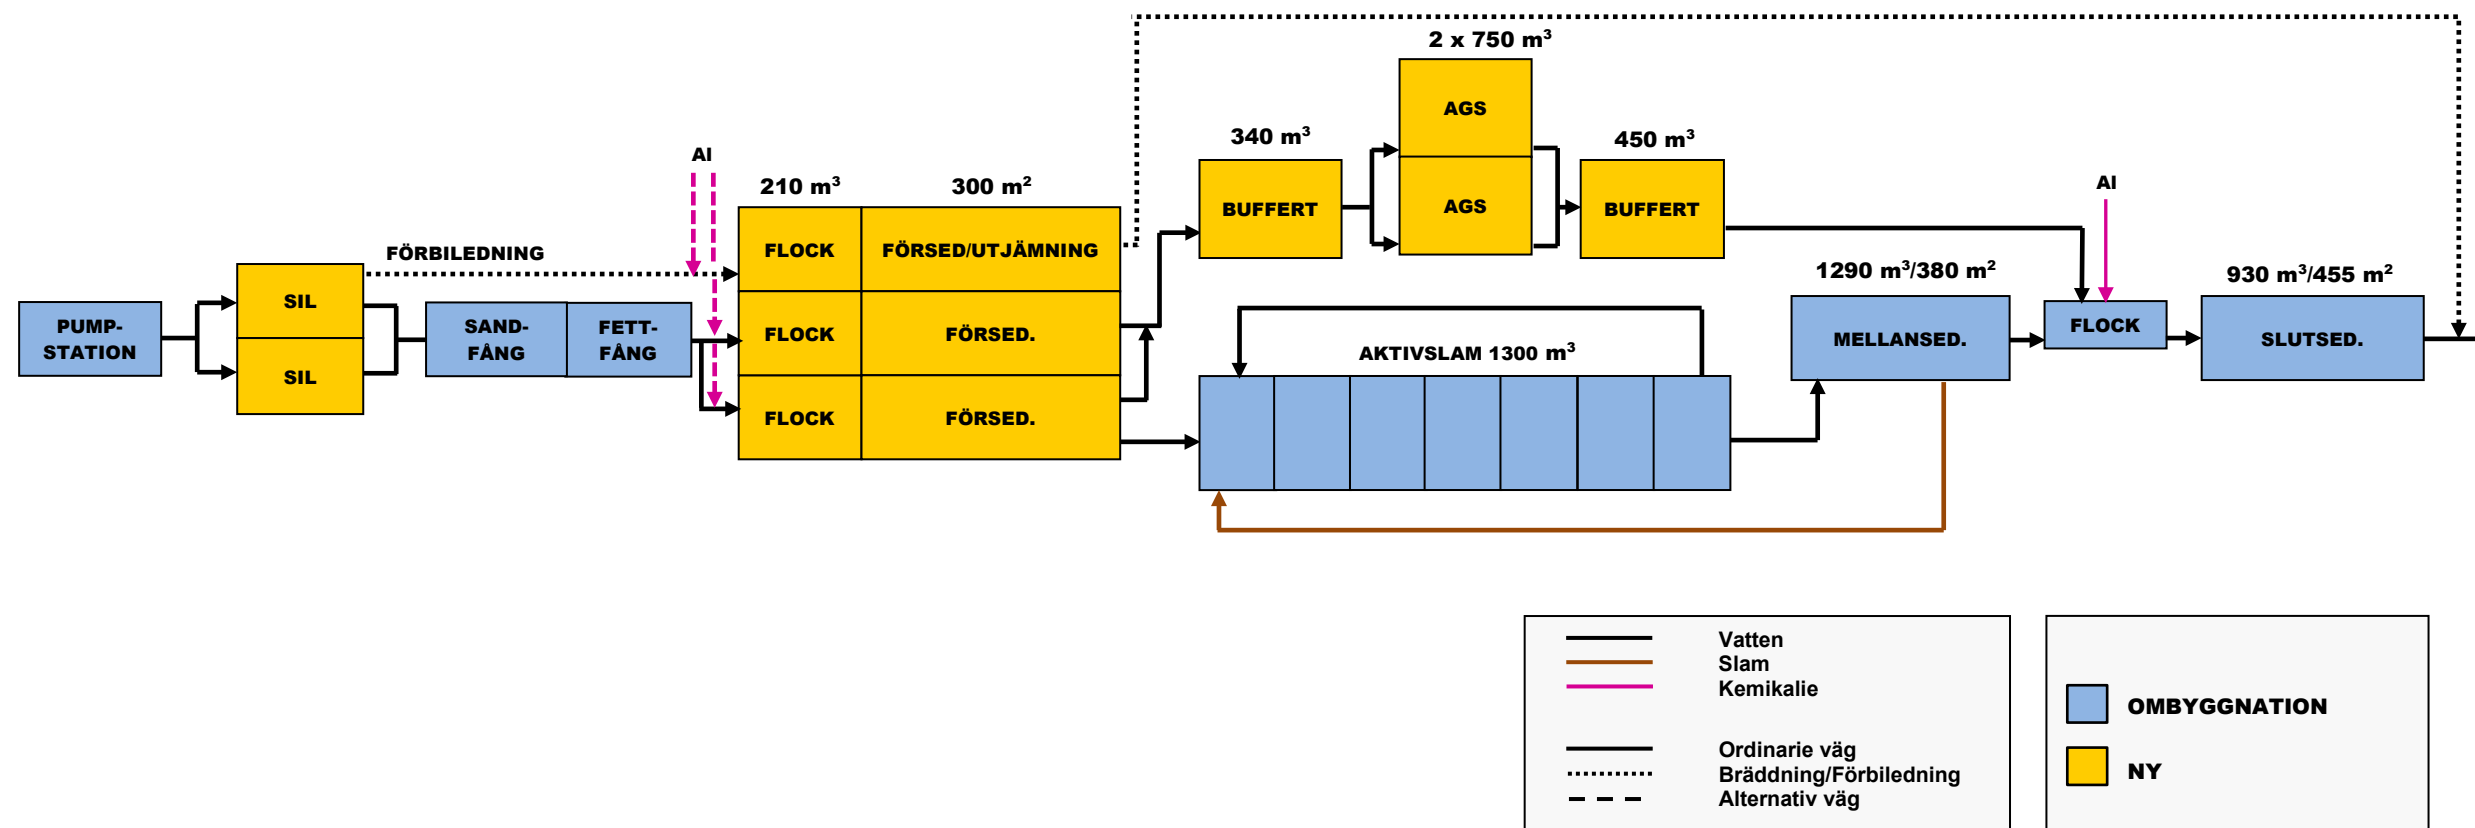 2 x 750 m³
AGS
AGS
340 m³
BUFFERT
450 m³
BUFFERT
Al
210 m³
300 m²
FLOCK
FÖRSED/UTJÄMNING
FLOCK
FÖRSED.
FLOCK
FÖRSED.
FÖRBILEDNING
PUMP-
STATION
SIL
SIL
SAND-
FÅNG
FETT-
FÅNG
AKTIVSLAM 1300 m³
1290 m³/380 m²
MELLANSED.
Al
FLOCK
930 m³/455 m²
SLUTSED.
Vatten
Slam
Kemikalie
Ordinarie väg
Bräddning/Förbiledning
Alternativ väg
OMBYGGNATION
NY